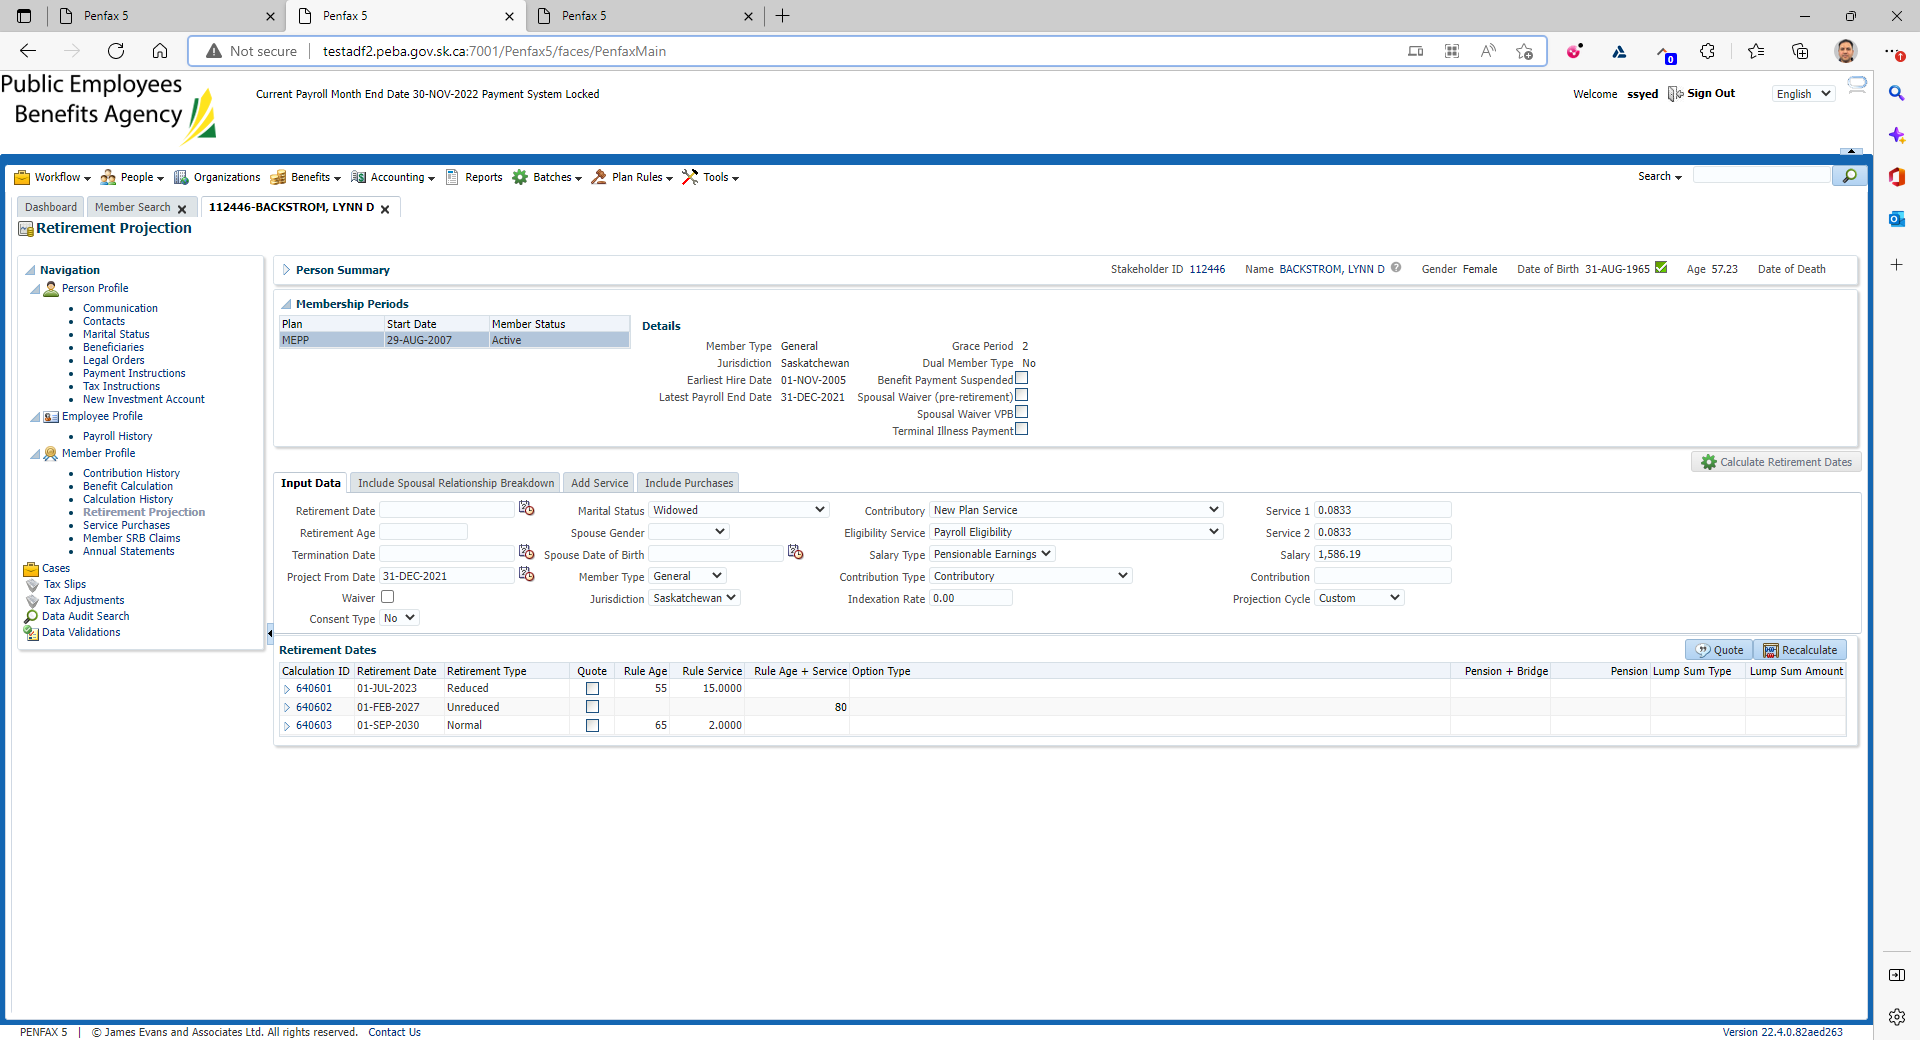 Penfax 5
Penfax 5
Penfax 5
Not secure | testadf2.peba.gov.sk.ca:7001/Penfax5/faces/PenfaxMain
0
Public Employees
Benefits Agency
Current Payroll Month End Date 30-NOV-2022 Payment System Locked
Welcome ssyed Sign Out English
Workflow People Organizations Benefits Accounting Reports Batches Plan Rules Tools Search
Dashboard Member Search 112446-BACKSTROM, LYNN D
Retirement Projection
Navigation
Person Profile
Communication
Contacts
Marital Status
Beneficiaries
Legal Orders
Payment Instructions
Tax Instructions
New Investment Account
Employee Profile
Payroll History
Member Profile
Contribution History
Benefit Calculation
Calculation History
Retirement Projection
Service Purchases
Member SRB Claims
Annual Statements
Cases
Tax Slips
Tax Adjustments
Data Audit Search
Data Validations
Person Summary Stakeholder ID 112446 Name BACKSTROM, LYNN D Gender Female Date of Birth 31-AUG-1965 Age 57.23 Date of Death
Membership Periods
Plan Start Date Member Status
MEPP 29-AUG-2007 Active
Details
Member Type General Grace Period 2
Jurisdiction Saskatchewan Dual Member Type No
Earliest Hire Date 01-NOV-2005 Benefit Payment Suspended
Latest Payroll End Date 31-DEC-2021 Spousal Waiver (pre-retirement)
Spousal Waiver VPB
Terminal Illness Payment
Calculate Retirement Dates
Input Data Include Spousal Relationship Breakdown Add Service Include Purchases
Retirement Date Marital Status Widowed Contributory New Plan Service Service 1 0.0833
Retirement Age Spouse Gender Eligibility Service Payroll Eligibility Service 2 0.0833
Termination Date Spouse Date of Birth Salary Type Pensionable Earnings Salary 1,586.19
Project From Date 31-DEC-2021 Member Type General Contribution Type Contributory Contribution
Waiver Jurisdiction Saskatchewan Indexation Rate 0.00 Projection Cycle Custom
Consent Type No
Retirement Dates Quote Recalculate
Calculation ID Retirement Date Retirement Type Quote Rule Age Rule Service Rule Age + Service Option Type Pension + Bridge Pension Lump Sum Type Lump Sum Amount
640601 01-JUL-2023 Reduced 55 15.0000
640602 01-FEB-2027 Unreduced 80
640603 01-SEP-2030 Normal 65 2.0000
PENFAX 5 | © James Evans and Associates Ltd. All rights reserved. Contact Us Version 22.4.0.82aed263